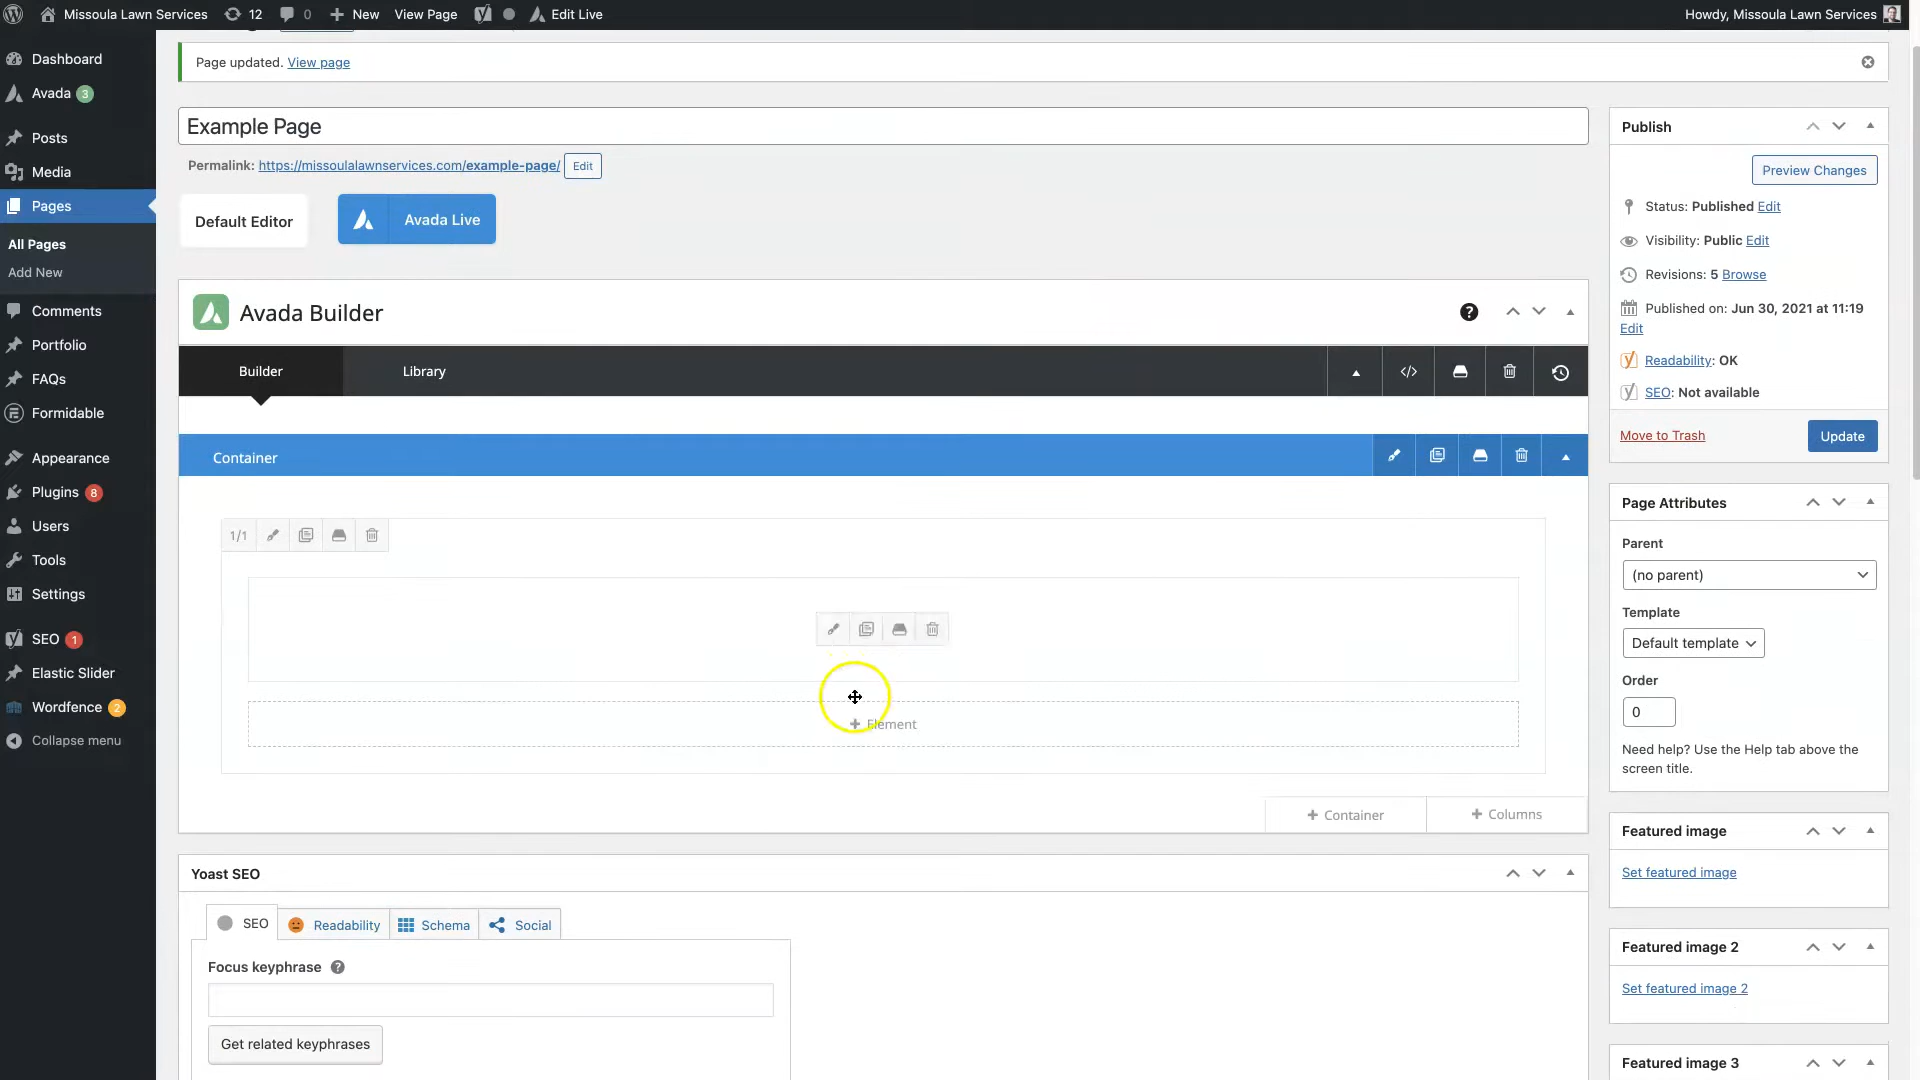 Missoula Lawn Services
12
0
New
View Page
Edit Live
Howdy, Missoula Lawn Services
Dashboard
Avada 3
Posts
Media
Pages
All Pages
Add New
Comments
Portfolio
FAQs
Formidable
Appearance
Plugins 8
Users
Tools
Settings
SEO 1
Elastic Slider
Wordfence 2
Collapse menu
Page updated. View page
Example Page
Permalink: https://missoulalawnservices.com/example-page/ Edit
Default Editor
Avada Live
Avada Builder
?
Builder
Library
</>
Container
1/1
+ Element
+ Container
+ Columns
Yoast SEO
SEO
Readability
Schema
Social
Focus keyphrase ?
Get related keyphrases
Publish
Preview Changes
Status: Published Edit
Visibility: Public Edit
Revisions: 5 Browse
Published on: Jun 30, 2021 at 11:19
Edit
Readability: OK
SEO: Not available
Move to Trash
Update
Page Attributes
Parent
(no parent)
Template
Default template
Order
0
Need help? Use the Help tab above the
screen title.
Featured image
Set featured image
Featured image 2
Set featured image 2
Featured image 3